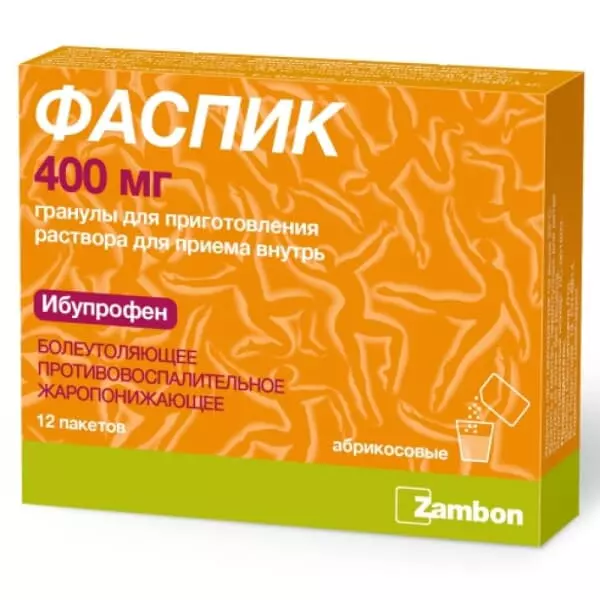 ФАСПИК
400 мг
гранулы для приготовления
раствора для приема внутрь
Ибупрофен
БОЛЕУТОЛЯЮЩЕЕ
ПРОТИВОВОСПАЛИТЕЛЬНОЕ
ЖАРОПОНИЖАЮЩЕЕ
12 пакетов
абрикосовые
Zambon